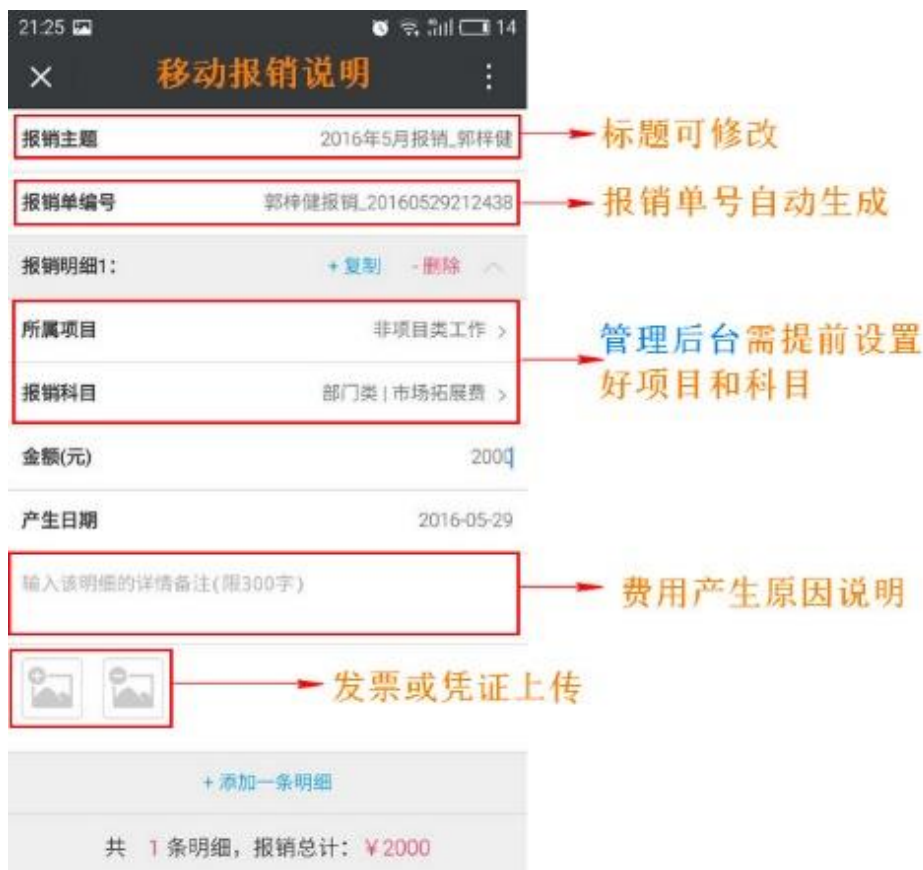 21:25 14
移动报销说明
报销主题 2016年5月报销_郭梓健
标题可修改
报销单编号 郭梓健报销_20160529212438
报销单号自动生成
报销明细1： +复制 -删除
所属项目 非项目类工作 >
管理后台需提前设置
好项目和科目
报销科目 部门类 | 市场拓展费 >
金额(元) 2000
产生日期 2016-05-29
输入该明细的详情备注(限300字)
费用产生原因说明
发票或凭证上传
+ 添加一条明细
共 1 条明细，报销总计：￥2000